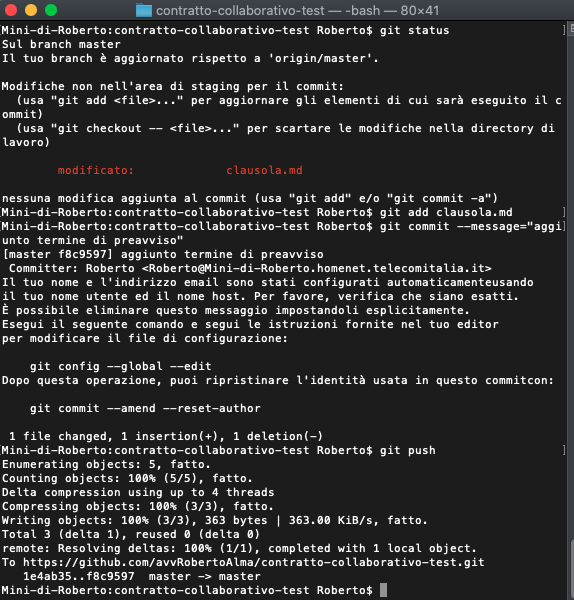 contratto-collaborativo-test — -bash — 80×41
[Mini-di-Roberto:contratto-collaborativo-test Roberto$ git status ]
Sul branch master
Il tuo branch è aggiornato rispetto a 'origin/master'.
Modifiche non nell'area di staging per il commit:
(usa "git add <file>..." per aggiornare gli elementi di cui sarà eseguito il c
ommit)
(usa "git checkout -- <file>..." per scartare le modifiche nella directory di
lavoro)
modificato: clausola.md
nessuna modifica aggiunta al commit (usa "git add" e/o "git commit -a")
[Mini-di-Roberto:contratto-collaborativo-test Roberto$ git add clausola.md ]
[Mini-di-Roberto:contratto-collaborativo-test Roberto$ git commit --message="aggi]
unto termine di preavviso"
[master f8c9597] aggiunto termine di preavviso
Committer: Roberto <Roberto@Mini-di-Roberto.homenet.telecomitalia.it>
Il tuo nome e l'indirizzo email sono stati configurati automaticamenteusando
il tuo nome utente ed il nome host. Per favore, verifica che siano esatti.
È possibile eliminare questo messaggio impostandoli esplicitamente.
Esegui il seguente comando e segui le istruzioni fornite nel tuo editor
per modificare il file di configurazione:
git config --global --edit
Dopo questa operazione, puoi ripristinare l'identità usata in questo commitcon:
git commit --amend --reset-author
1 file changed, 1 insertion(+), 1 deletion(-)
[Mini-di-Roberto:contratto-collaborativo-test Roberto$ git push ]
Enumerating objects: 5, fatto.
Counting objects: 100% (5/5), fatto.
Delta compression using up to 4 threads
Compressing objects: 100% (3/3), fatto.
Writing objects: 100% (3/3), 363 bytes | 363.00 KiB/s, fatto.
Total 3 (delta 1), reused 0 (delta 0)
remote: Resolving deltas: 100% (1/1), completed with 1 local object.
To https://github.com/avvRobertoAlma/contratto-collaborativo-test.git
1e4ab35..f8c9597 master -> master
Mini-di-Roberto:contratto-collaborativo-test Roberto$